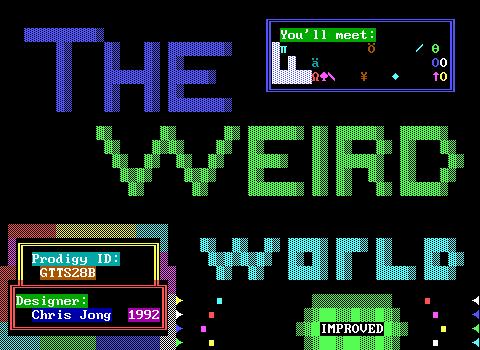 THE
You'll meet:
WEIRD
WORLD
Prodigy ID:
GTTS28B
Designer:
Chris Jong 1992
IMPROVED